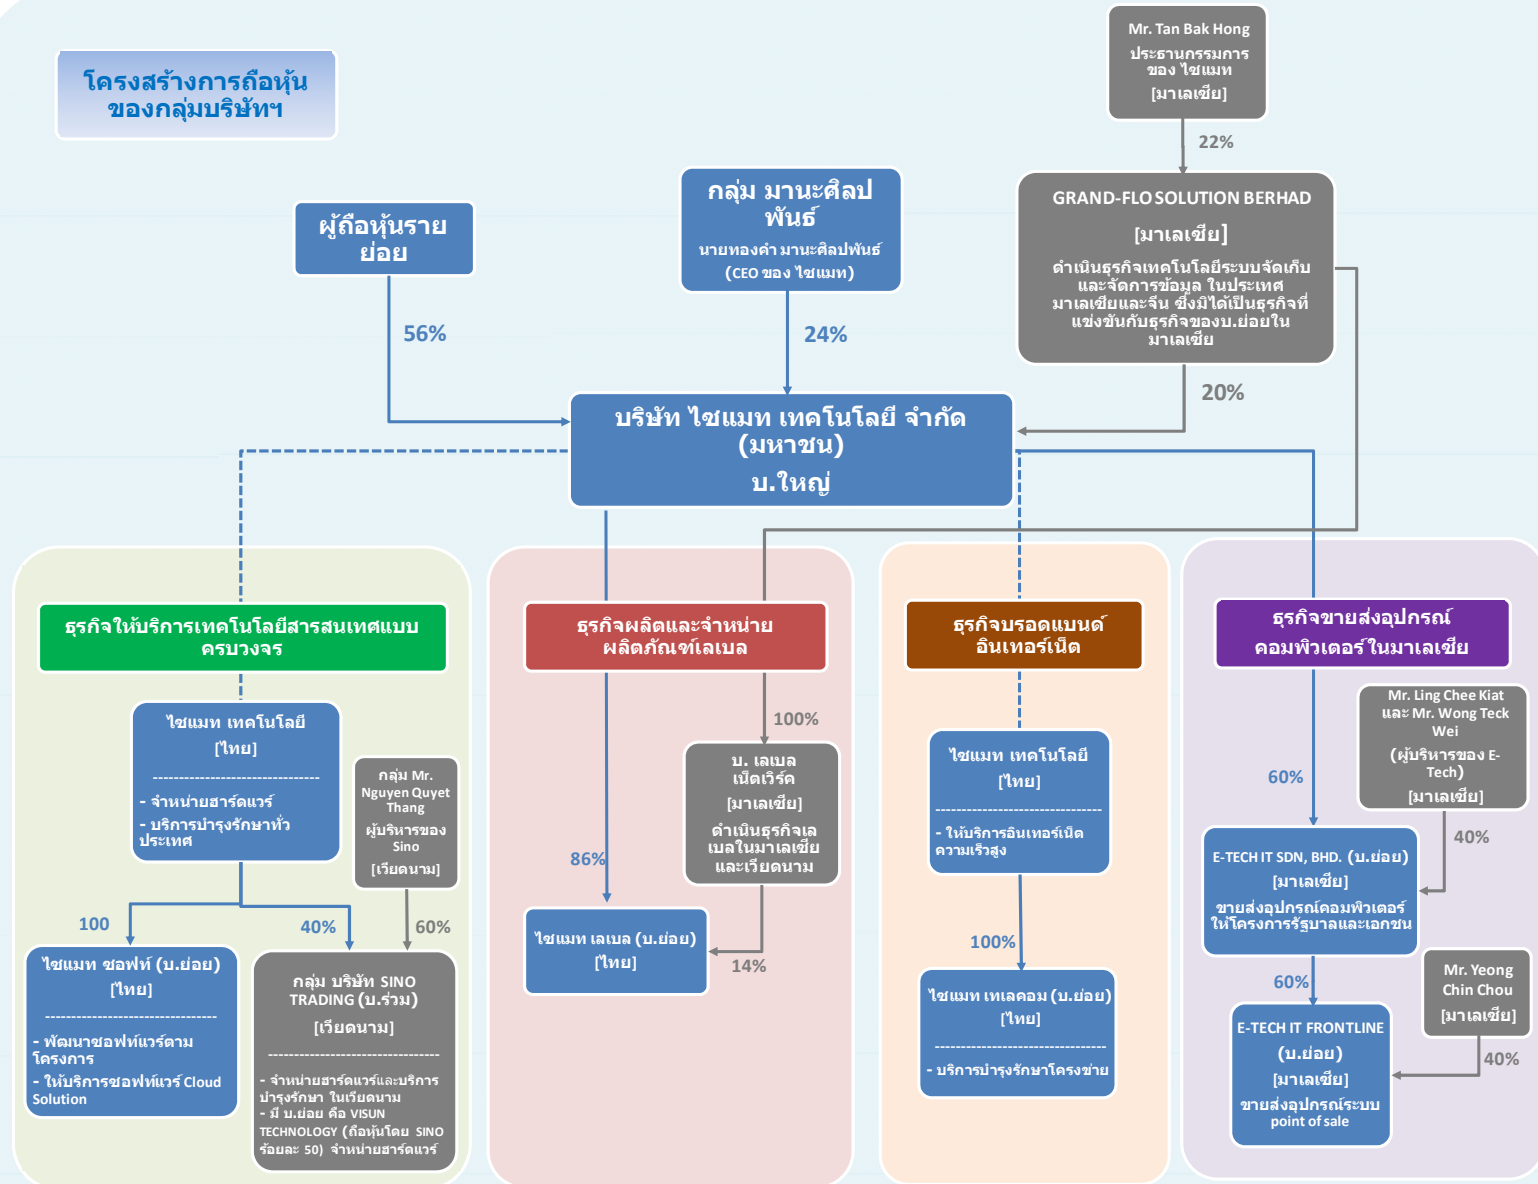 โครงสร้างการถือหุ้น
ของกลุ่มบริษัทฯ
Mr. Tan Bak Hong
ประธานกรรมการ
ของ ไซแมท
[มาเลเซีย]
22%
GRAND-FLO SOLUTION BERHAD
[มาเลเซีย]
ดำเนินธุรกิจเทคโนโลยีระบบจัดเก็บ
และจัดการข้อมูล ในประเทศ
มาเลเซียและจีน ซึ่งมิได้เป็นธุรกิจที่
แข่งขันกับธุรกิจของบ.ย่อยใน
มาเลเซีย
กลุ่ม มานะศิลป
พันธ์
นายทองคำ มานะศิลปพันธ์
(CEO ของ ไซแมท)
ผู้ถือหุ้นราย
ย่อย
56%
24%
20%
บริษัท ไซแมท เทคโนโลยี จำกัด
(มหาชน)
บ.ใหญ่
ธุรกิจให้บริการเทคโนโลยีสารสนเทศแบบ
ครบวงจร
ไซแมท เทคโนโลยี
[ไทย]
--------------------------------
- จำหน่ายฮาร์ดแวร์
- บริการบำรุงรักษาทั่ว
ประเทศ
กลุ่ม Mr.
Nguyen Quyet
Thang
ผู้บริหารของ
Sino
[เวียดนาม]
100
40%
60%
ไซแมท ซอฟท์ (บ.ย่อย)
[ไทย]
---------------------------------
- พัฒนาซอฟท์แวร์ตาม
โครงการ
- ให้บริการซอฟท์แวร์ Cloud
Solution
กลุ่ม บริษัท SINO
TRADING (บ.ร่วม)
[เวียดนาม]
---------------------------------
- จำหน่ายฮาร์ดแวร์และบริการ
บำรุงรักษา ในเวียดนาม
- มี บ.ย่อย คือ VISUN
TECHNOLOGY (ถือหุ้นโดย SINO
ร้อยละ 50) จำหน่ายฮาร์ดแวร์
ธุรกิจผลิตและจำหน่าย
ผลิตภัณฑ์เลเบล
100%
บ. เลเบล
เน็ตเวิร์ค
[มาเลเซีย]
ดำเนินธุรกิจเล
เบลในมาเลเซีย
และเวียดนาม
86%
ไซแมท เลเบล (บ.ย่อย)
[ไทย]
14%
ธุรกิจบรอดแบนด์
อินเทอร์เน็ต
ไซแมท เทคโนโลยี
[ไทย]
--------------------------------
- ให้บริการอินเทอร์เน็ต
ความเร็วสูง
100%
ไซแมท เทเลคอม (บ.ย่อย)
[ไทย]
---------------------------------
- บริการบำรุงรักษาโครงข่าย
ธุรกิจขายส่งอุปกรณ์
คอมพิวเตอร์ในมาเลเซีย
Mr. Ling Chee Kiat
และ Mr. Wong Teck
Wei
(ผู้บริหารของ E-
Tech)
[มาเลเซีย]
60%
40%
E-TECH IT SDN, BHD. (บ.ย่อย)
[มาเลเซีย]
ขายส่งอุปกรณ์คอมพิวเตอร์
ให้โครงการรัฐบาลและเอกชน
60%
Mr. Yeong
Chin Chou
[มาเลเซีย]
40%
E-TECH IT FRONTLINE
(บ.ย่อย)
[มาเลเซีย]
ขายส่งอุปกรณ์ระบบ
point of sale